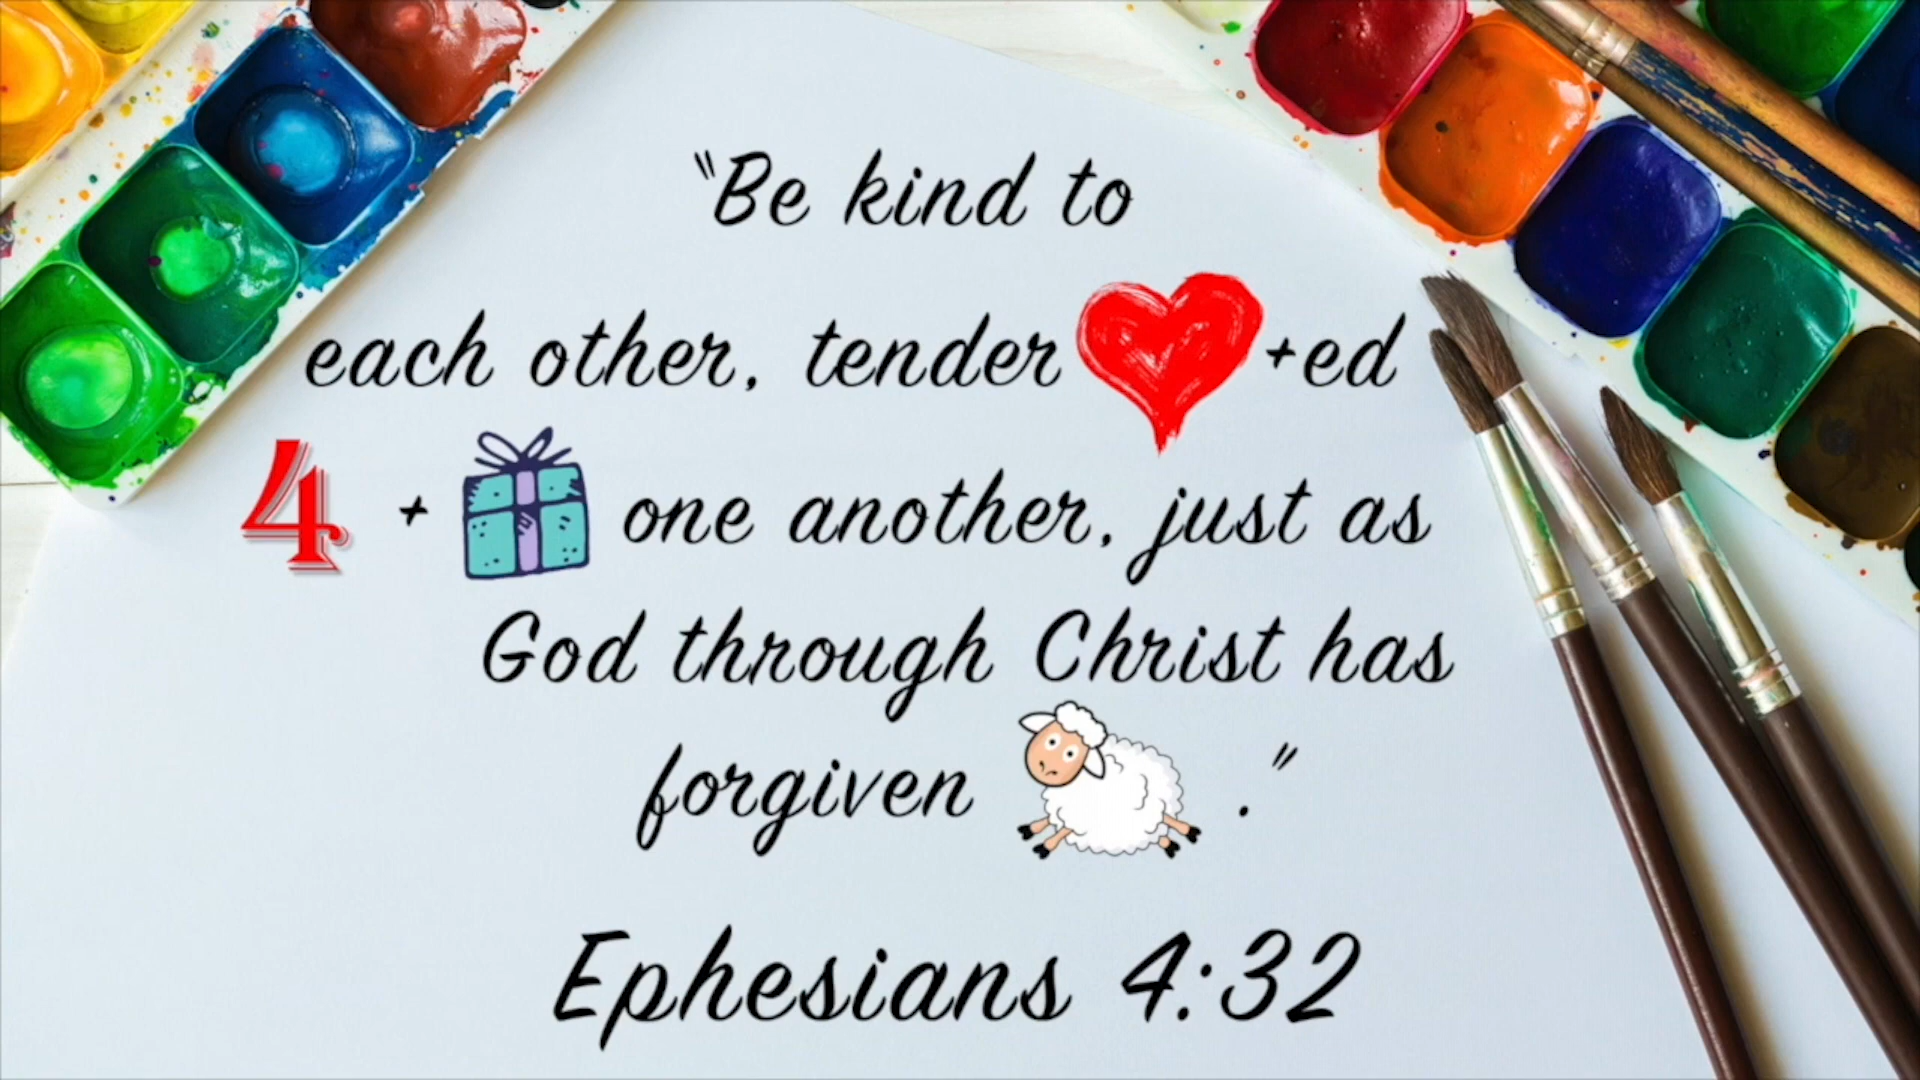 "Be kind to
each other, tender +ed
4 + one another, just as
God through Christ has
forgiven ."
Ephesians 4:32